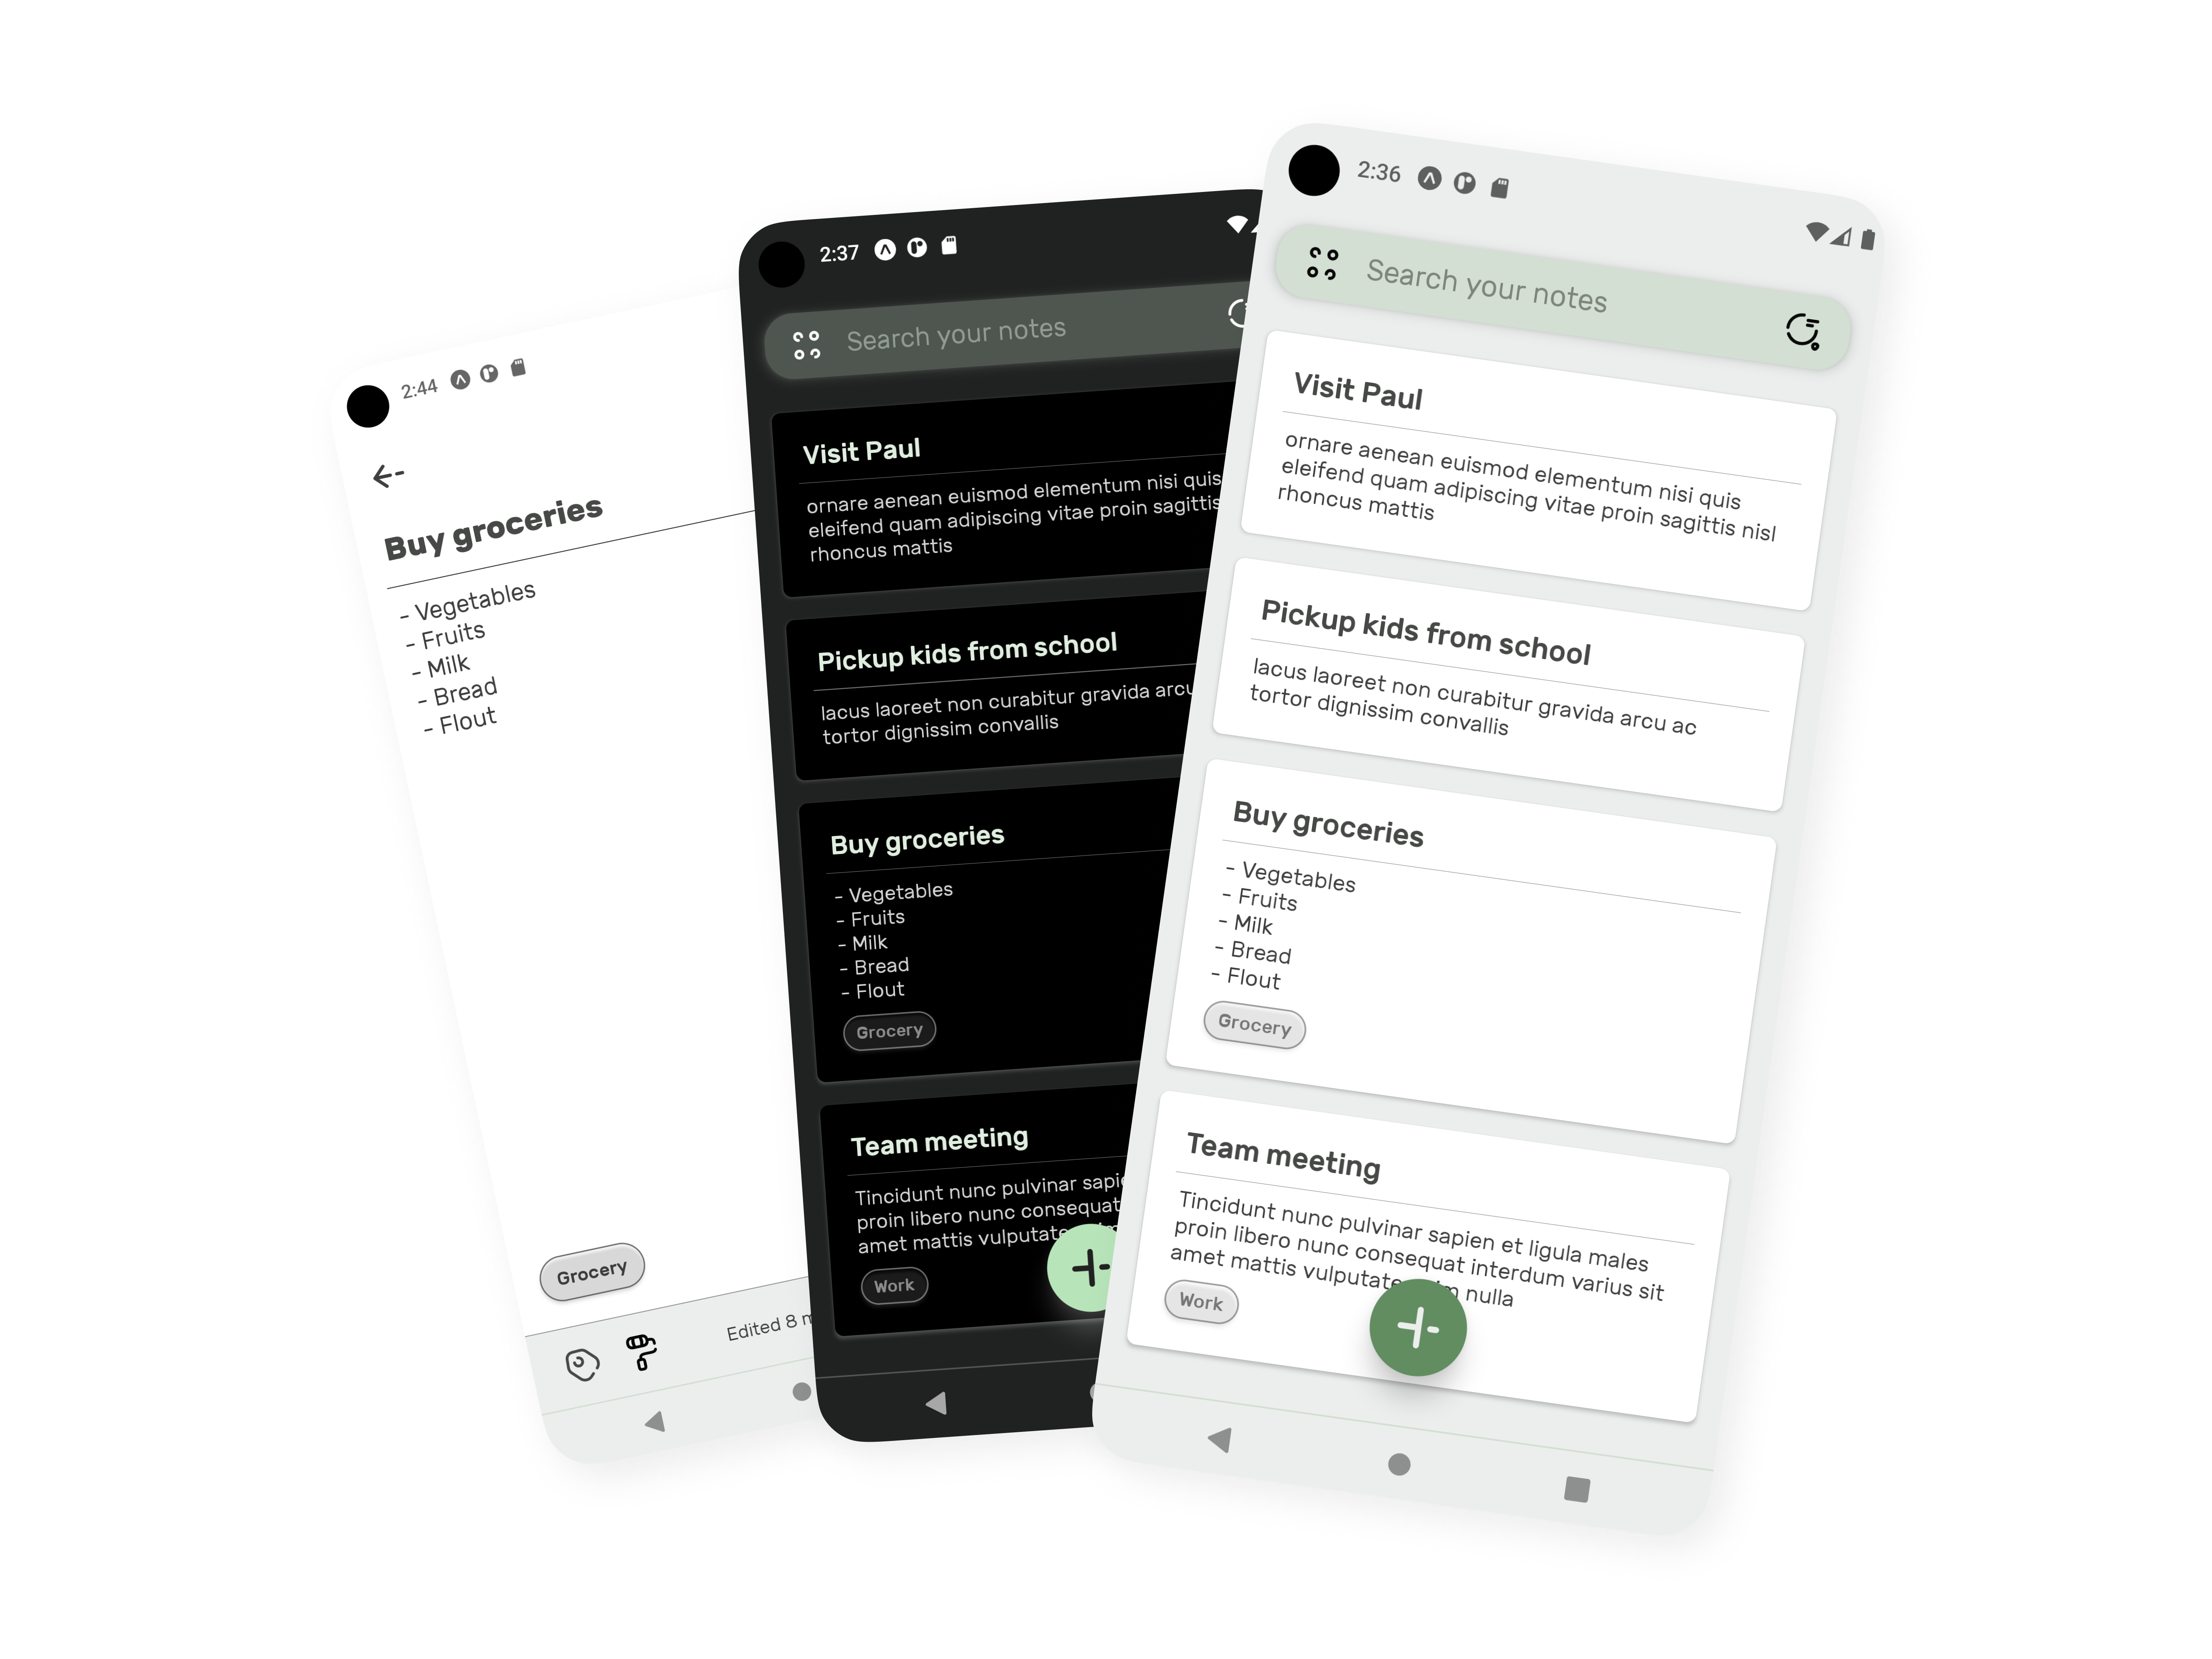 2:44
Buy groceries
- Vegetables
- Fruits
- Milk
- Bread
- Flout
Grocery
Edited 8 m
2:37
Search your notes
Visit Paul
ornare aenean euismod elementum nisi quis
eleifend quam adipiscing vitae proin sagittis
rhoncus mattis
Pickup kids from school
lacus laoreet non curabitur gravida arcu
tortor dignissim convallis
Buy groceries
- Vegetables
- Fruits
- Milk
- Bread
- Flout
Grocery
Team meeting
Tincidunt nunc pulvinar sapie
proin libero nunc consequat
amet mattis vulputate
Work
2:36
Search your notes
Visit Paul
ornare aenean euismod elementum nisi quis
eleifend quam adipiscing vitae proin sagittis nisl
rhoncus mattis
Pickup kids from school
lacus laoreet non curabitur gravida arcu ac
tortor dignissim convallis
Buy groceries
- Vegetables
- Fruits
- Milk
- Bread
- Flout
Grocery
Team meeting
Tincidunt nunc pulvinar sapien et ligula males
proin libero nunc consequat interdum varius sit
amet mattis vulputate nulla
Work